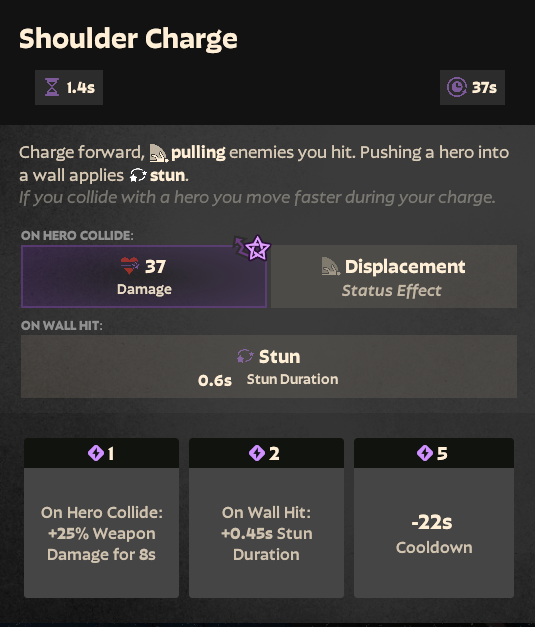 Shoulder Charge
1.4s
37s
Charge forward, pulling enemies you hit. Pushing a hero into
a wall applies stun.
If you collide with a hero you move faster during your charge.
ON HERO COLLIDE:
37
Damage
Displacement
Status Effect
ON WALL HIT:
Stun
0.6s Stun Duration
1
On Hero Collide:
+25% Weapon
Damage for 8s
2
On Wall Hit:
+0.45s Stun
Duration
5
-22s
Cooldown